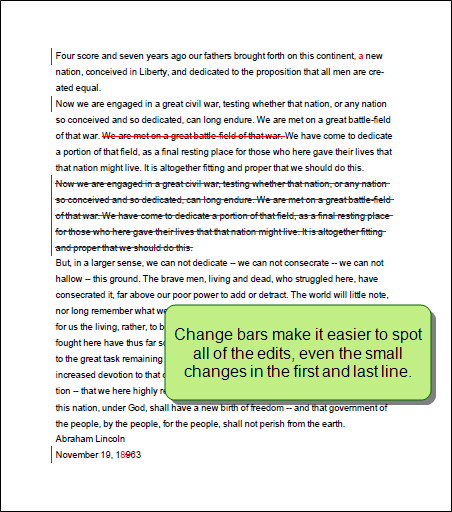 Four score and seven years ago our fathers brought forth on this continent, a new
nation, conceived in Liberty, and dedicated to the proposition that all men are cre-
ated equal.
Now we are engaged in a great civil war, testing whether that nation, or any nation
so conceived and so dedicated, can long endure. We are met on a great battle-field
of that war. We are met on a great battle field of that war. We have come to dedicate
a portion of that field, as a final resting place for those who here gave their lives that
that nation might live. It is altogether fitting and proper that we should do this.
Now we are engaged in a great civil war, testing whether that nation, or any nation
so conceived and so dedicated, can long endure. We are met on a great battle-field
of that war. We have come to dedicate a portion of that field, as a final resting place
for those who here gave their lives that that nation might live. It is altogether fitting
and proper that we should do this.
But, in a larger sense, we can not dedicate -- we can not consecrate -- we can not
hallow -- this ground. The brave men, living and dead, who struggled here, have
consecrated it, far above our poor power to add or detract. The world will little note,
nor long remember what we
for us the living, rather, to
fought here have thus far so
to the great task remaining
increased devotion to that
tion -- that we here highly
this nation, under God, shall have a new birth of freedom -- and that government of
the people, by the people, for the people, shall not perish from the earth.
Abraham Lincoln
November 19, 18963
Change bars make it easier to spot
all of the edits, even the small
changes in the first and last line.